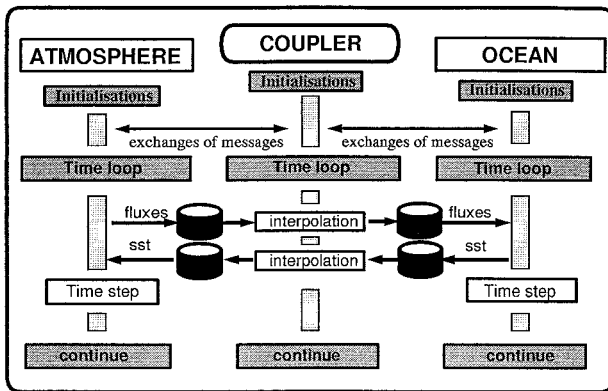 ATMOSPHERE COUPLER OCEAN
Initialisations Initialisations Initialisations
exchanges of messages exchanges of messages
Time loop Time loop Time loop
fluxes interpolation fluxes
sst interpolation sst
Time step Time step
continue continue continue